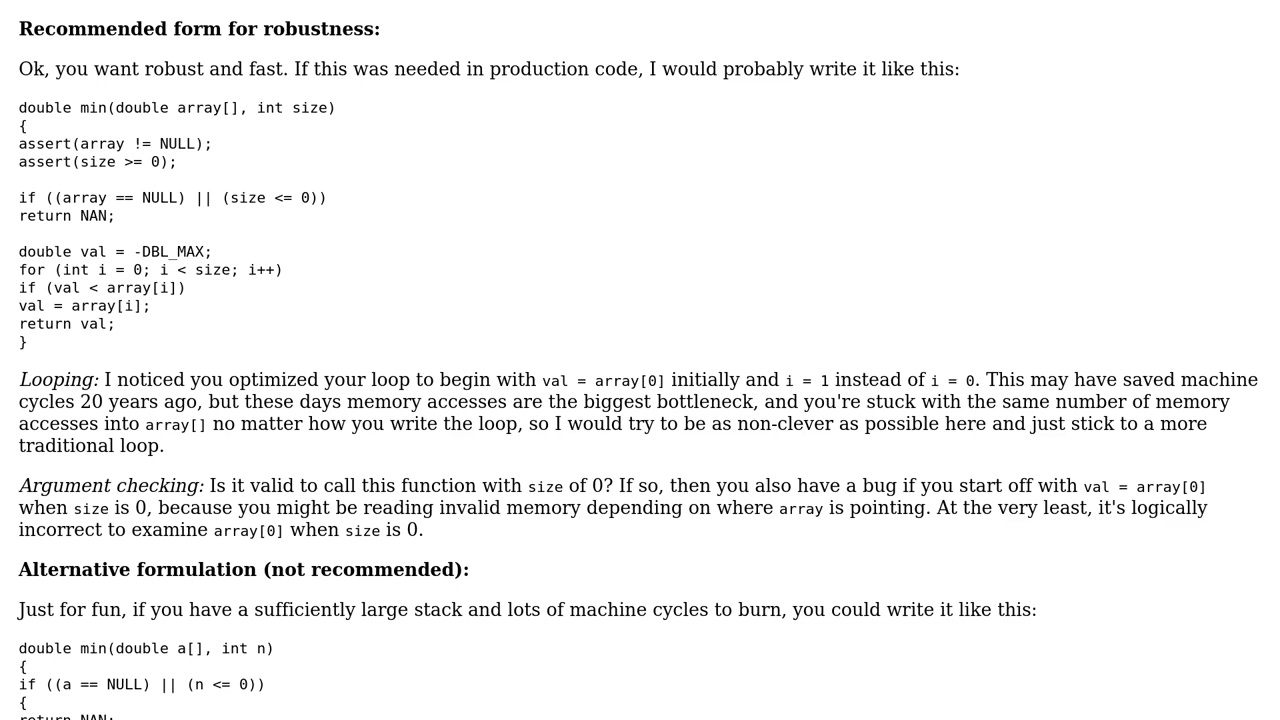 Recommended form for robustness:
Ok, you want robust and fast. If this was needed in production code, I would probably write it like this:
double min(double array[], int size)
{
assert(array != NULL);
assert(size >= 0);
if ((array == NULL) || (size <= 0))
return NAN;
double val = -DBL_MAX;
for (int i = 0; i < size; i++)
if (val < array[i])
val = array[i];
return val;
}
Looping: I noticed you optimized your loop to begin with val = array[0] initially and i = 1 instead of i = 0. This may have saved machine
cycles 20 years ago, but these days memory accesses are the biggest bottleneck, and you're stuck with the same number of memory
accesses into array[] no matter how you write the loop, so I would try to be as non-clever as possible here and just stick to a more
traditional loop.
Argument checking: Is it valid to call this function with size of 0? If so, then you also have a bug if you start off with val = array[0]
when size is 0, because you might be reading invalid memory depending on where array is pointing. At the very least, it's logically
incorrect to examine array[0] when size is 0.
Alternative formulation (not recommended):
Just for fun, if you have a sufficiently large stack and lots of machine cycles to burn, you could write it like this:
double min(double a[], int n)
{
if ((a == NULL) || (n <= 0))
{
return NAN;